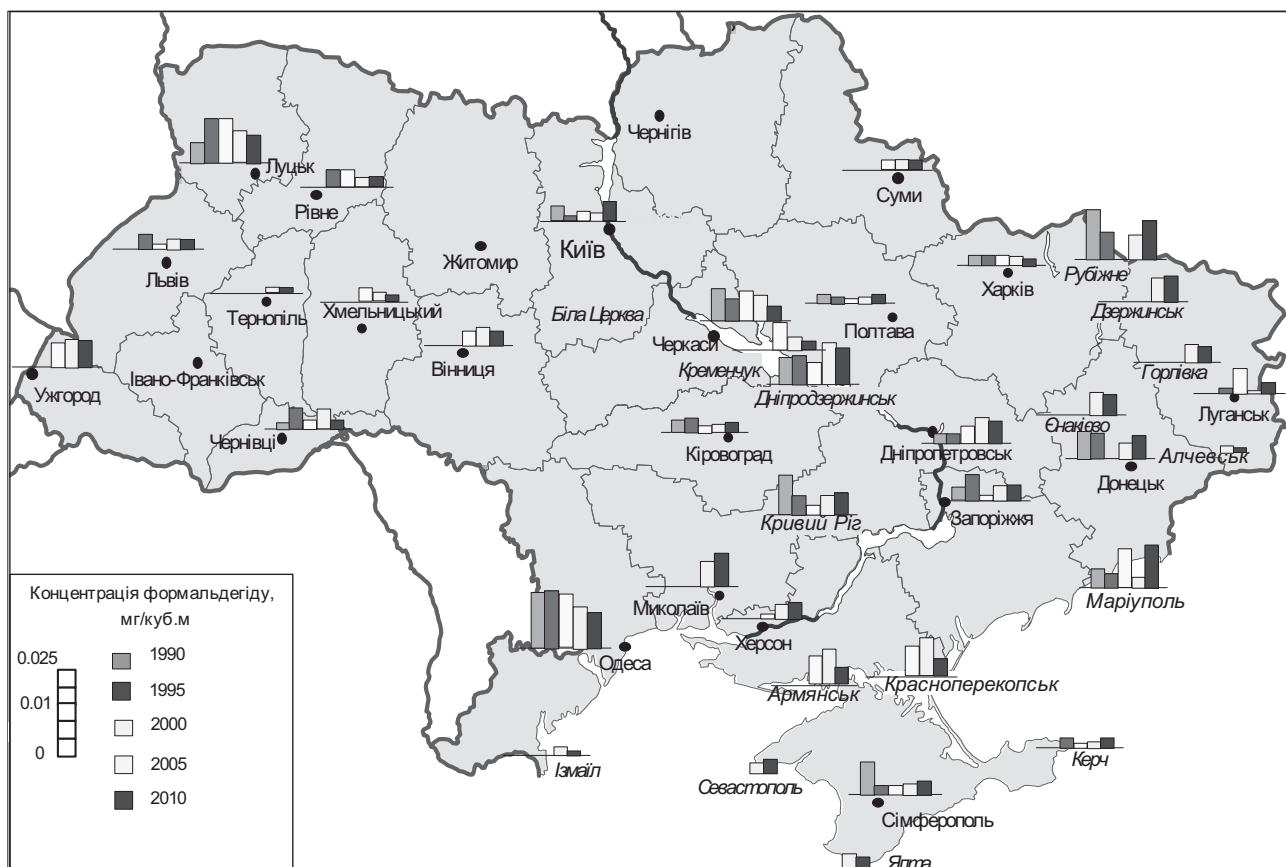 Чернігів
Луцьк
Суми
Рівне
Київ
Львів
Житомир
Харків
Рубіжне
Тернопіль
Хмельницький
Біла Церква
Полтава
Дзержинськ
Черкаси
Вінниця
Кременчук
Горлівка
Ужгород
Івано-Франківськ
Дніпродзержинськ
Луганськ
Єнакієво
Чернівці
Кіровоград
Дніпропетровськ
Алчевськ
Донецьк
Кривий Ріг
Запоріжжя
Миколаїв
Маріуполь
Херсон
Одеса
Армянськ
Красноперекопськ
Ізмаїл
Севастополь
Керч
Сімферополь
Ялта
Концентрація формальдегіду,
мг/куб.м
0.025
0.01
0
1990
1995
2000
2005
2010